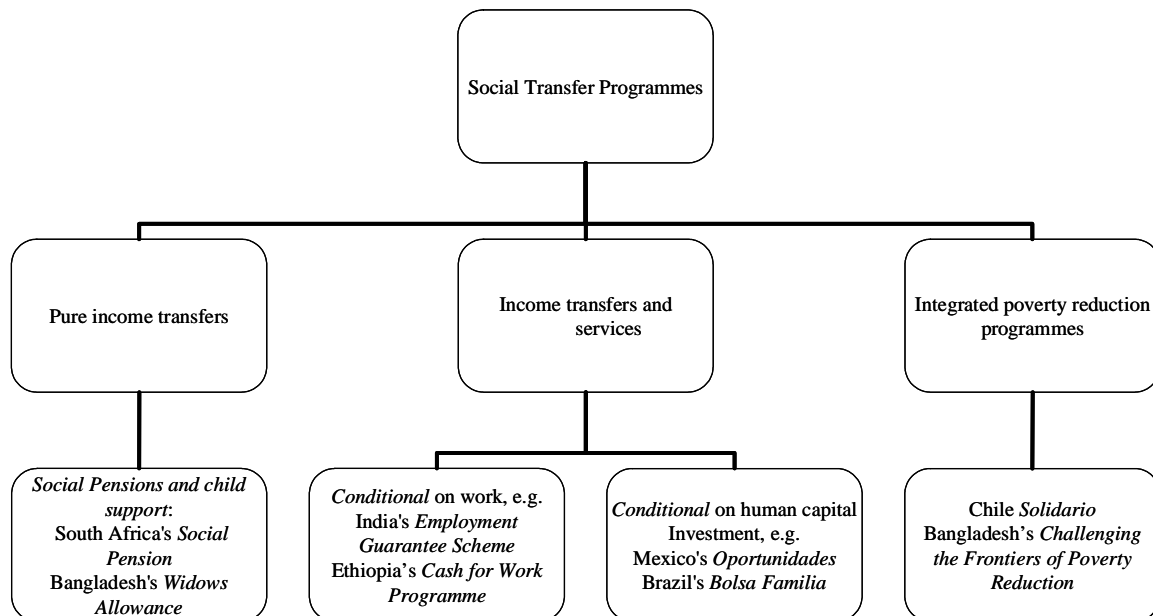 Social Transfer Programmes
Pure income transfers
Income transfers and
services
Integrated poverty reduction
programmes
Social Pensions and child
support:
South Africa's Social
Pension
Bangladesh's Widows
Allowance
Conditional on work, e.g.
India's Employment
Guarantee Scheme
Ethiopia’s Cash for Work
Programme
Conditional on human capital
Investment, e.g.
Mexico's Oportunidades
Brazil's Bolsa Familia
Chile Solidario
Bangladesh’s Challenging
the Frontiers of Poverty
Reduction